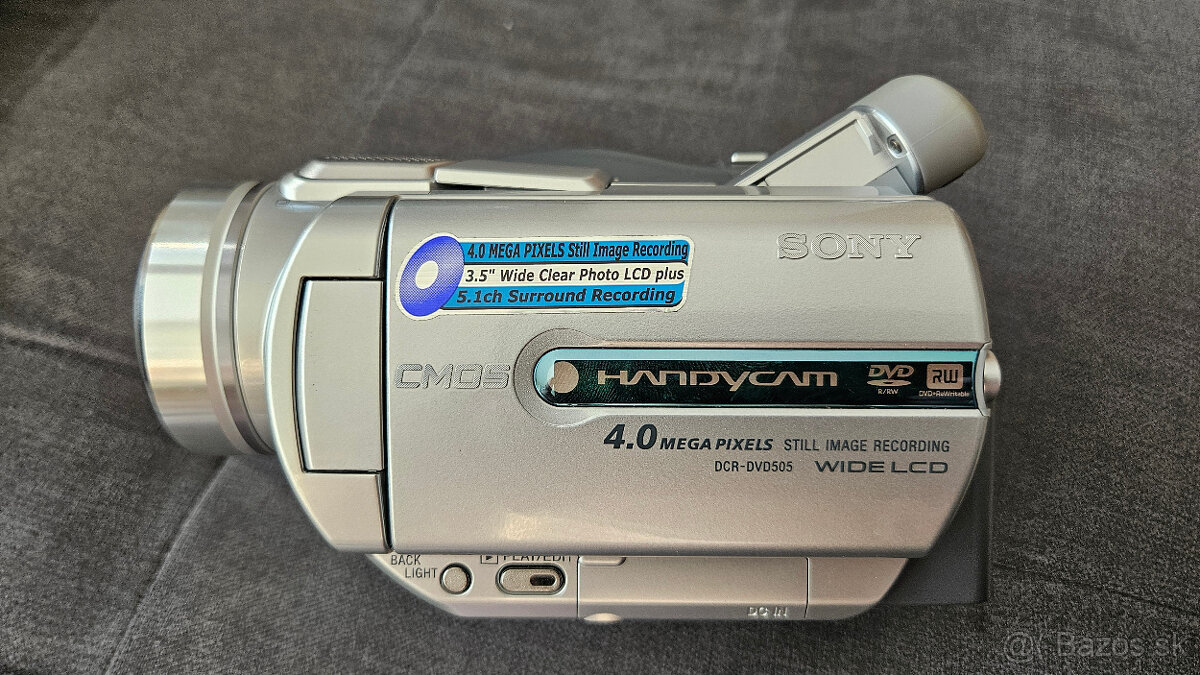 SONY
4.0 MEGA PIXELS Still Image Recording
3.5" Wide Clear Photo LCD plus
5.1ch Surround Recording
CMOS
HANDYCAM
DVD
R/RW
RW
DVD+ReWritable
4.0 MEGA PIXELS STILL IMAGE RECORDING
DCR-DVD505 WIDE LCD
BACK
LIGHT
PLAY/EDIT
DC IN
@( Bazos.sk